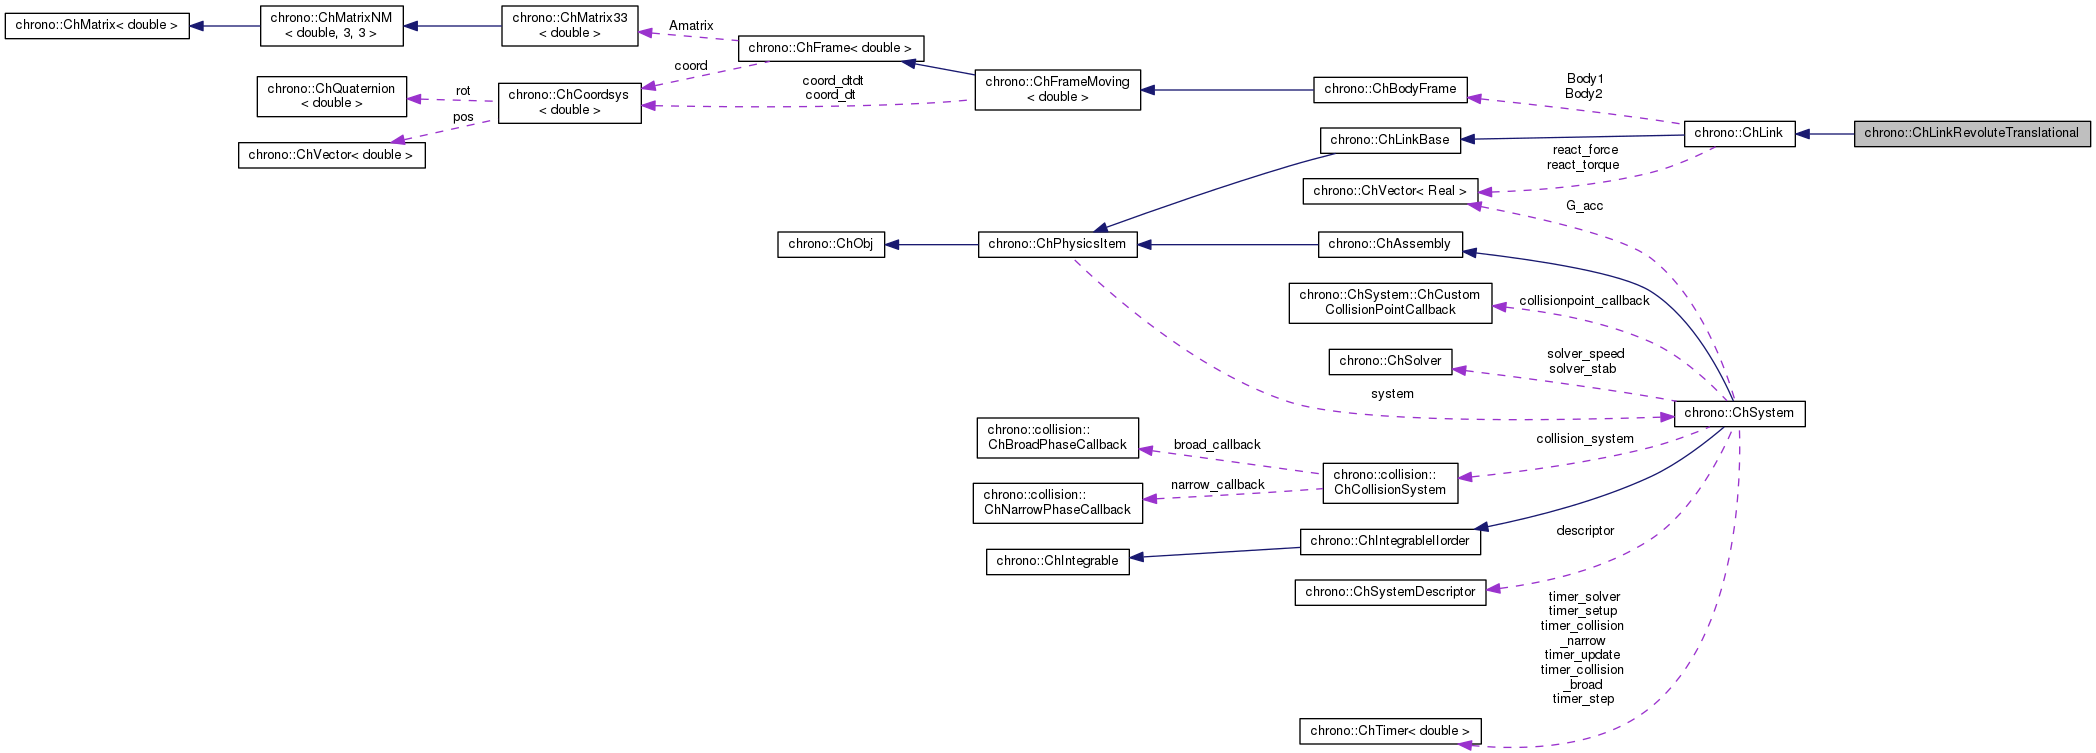 chrono::ChMatrix< double >
chrono::ChMatrixNM
< double, 3, 3 >
chrono::ChMatrix33
< double >
Amatrix
chrono::ChFrame< double >
coord
chrono::ChQuaternion
< double >
rot
pos
chrono::ChCoordsys
< double >
coord_dtdt
coord_dt
chrono::ChFrameMoving
< double >
chrono::ChBodyFrame
Body1
Body2
chrono::ChVector< double >
chrono::ChLinkBase
chrono::ChLink
chrono::ChLinkRevoluteTranslational
react_force
react_torque
chrono::ChVector< Real >
G_acc
chrono::ChObj
chrono::ChPhysicsItem
chrono::ChAssembly
chrono::ChSystem::ChCustom
CollisionPointCallback
collisionpoint_callback
chrono::ChSolver
solver_speed
solver_stab
system
chrono::ChSystem
chrono::collision::
ChBroadPhaseCallback
broad_callback
collision_system
chrono::collision::
ChCollisionSystem
chrono::collision::
ChNarrowPhaseCallback
narrow_callback
chrono::ChIntegrable
chrono::ChIntegrableIIorder
descriptor
chrono::ChSystemDescriptor
timer_solver
timer_setup
timer_collision
_narrow
timer_update
timer_collision
_broad
timer_step
chrono::ChTimer< double >